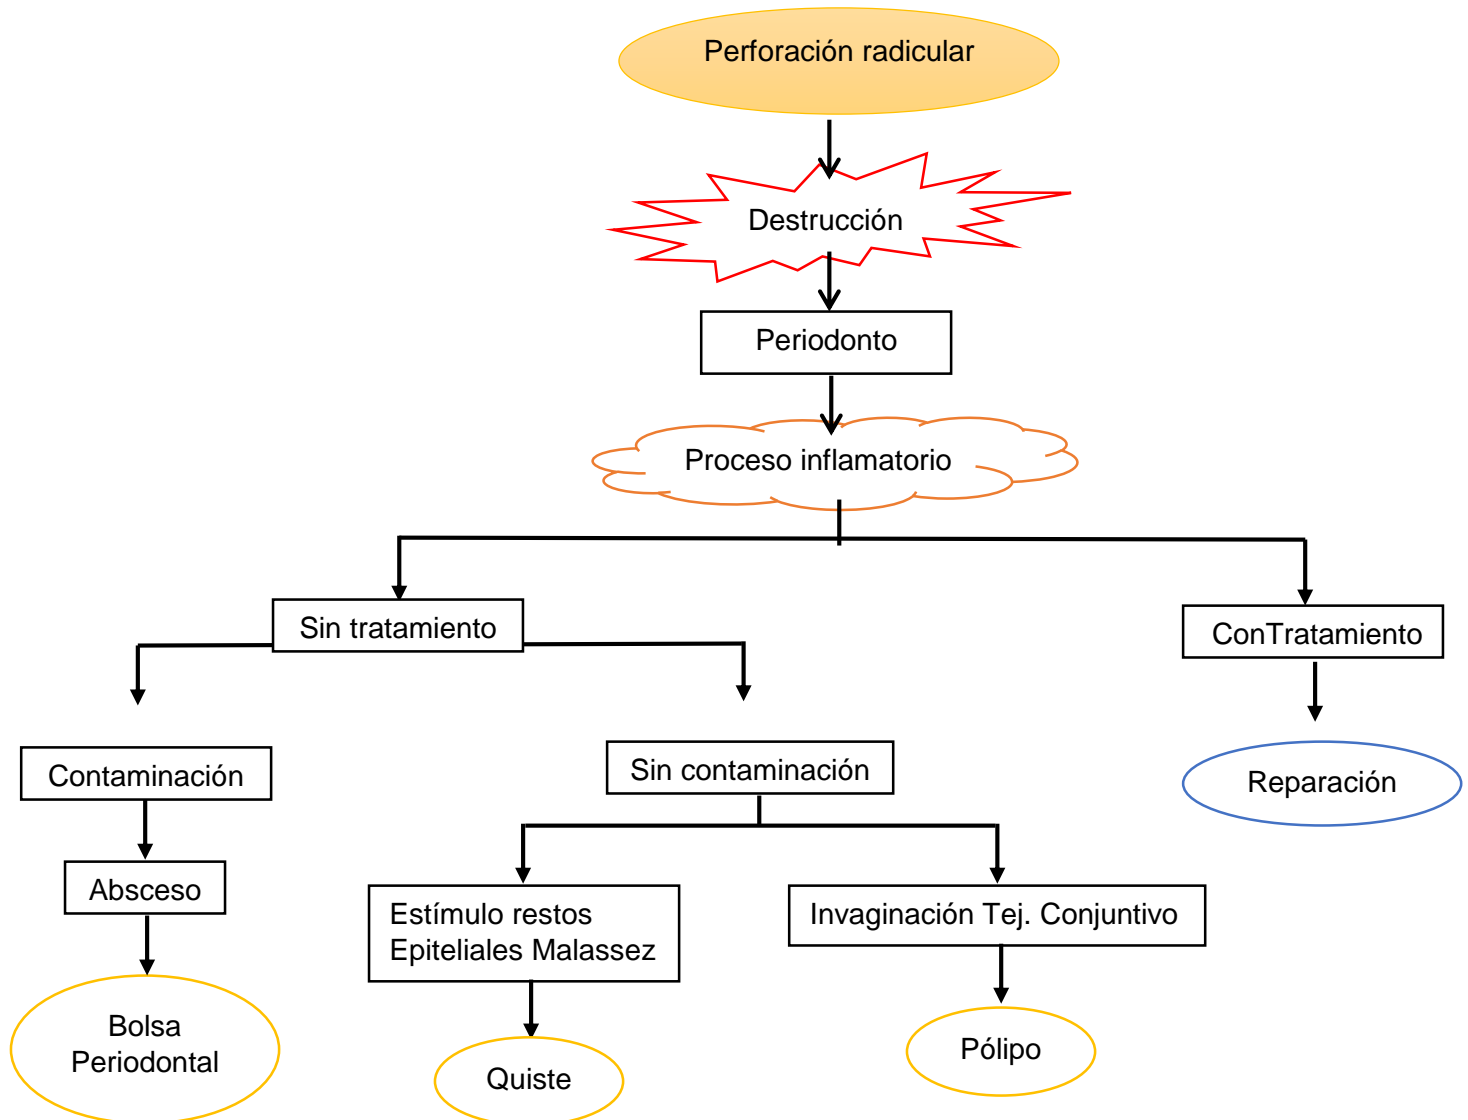 Perforación radicular
Destrucción
Periodonto
Proceso inflamatorio
Sin tratamiento
ConTratamiento
Contaminación
Sin contaminación
Reparación
Absceso
Estímulo restos
Epiteliales Malassez
Invaginación Tej. Conjuntivo
Bolsa
Periodontal
Quiste
Pólipo